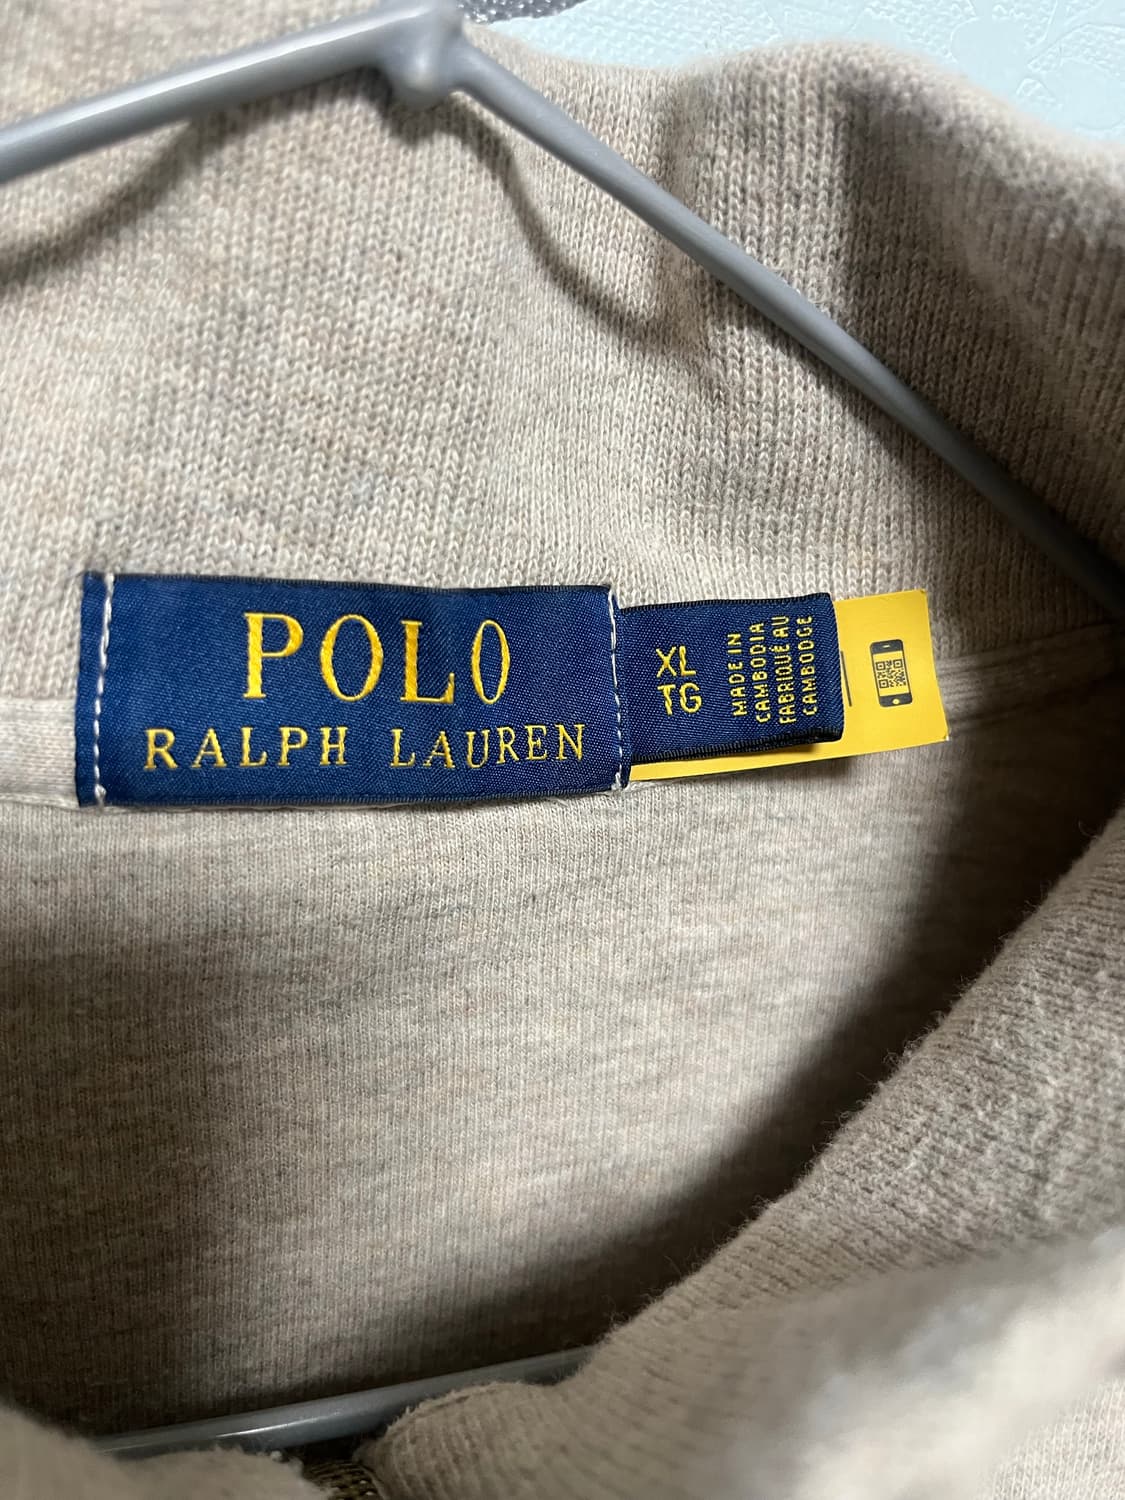 POLO
RALPH LAUREN
XL
TG
MADE IN
CAMBODIA
FABRIQUÉ AU
CAMBODGE